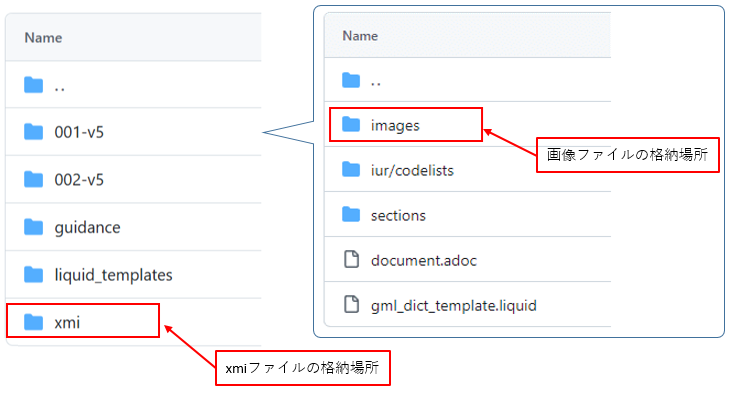 Name
..
001-v5
002-v5
guidance
liquid_templates
xmi
xmiファイルの格納場所
Name
..
images
iur/codelists
sections
document.adoc
gml_dict_template.liquid
画像ファイルの格納場所